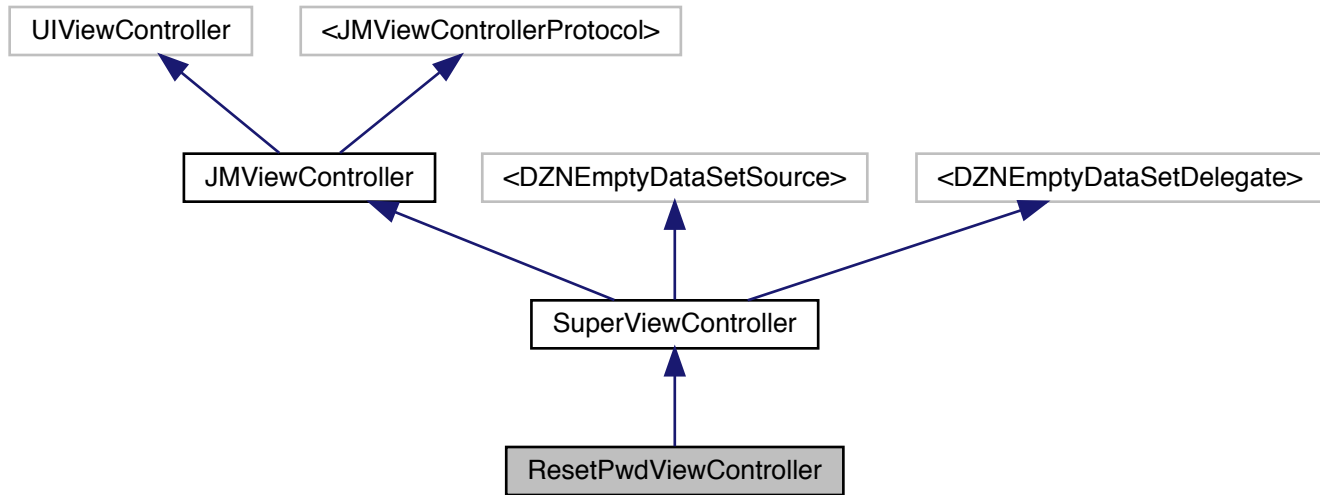 UIViewController
<JMViewControllerProtocol>
JMViewController
<DZNEmptyDataSetSource>
<DZNEmptyDataSetDelegate>
SuperViewController
ResetPwdViewController